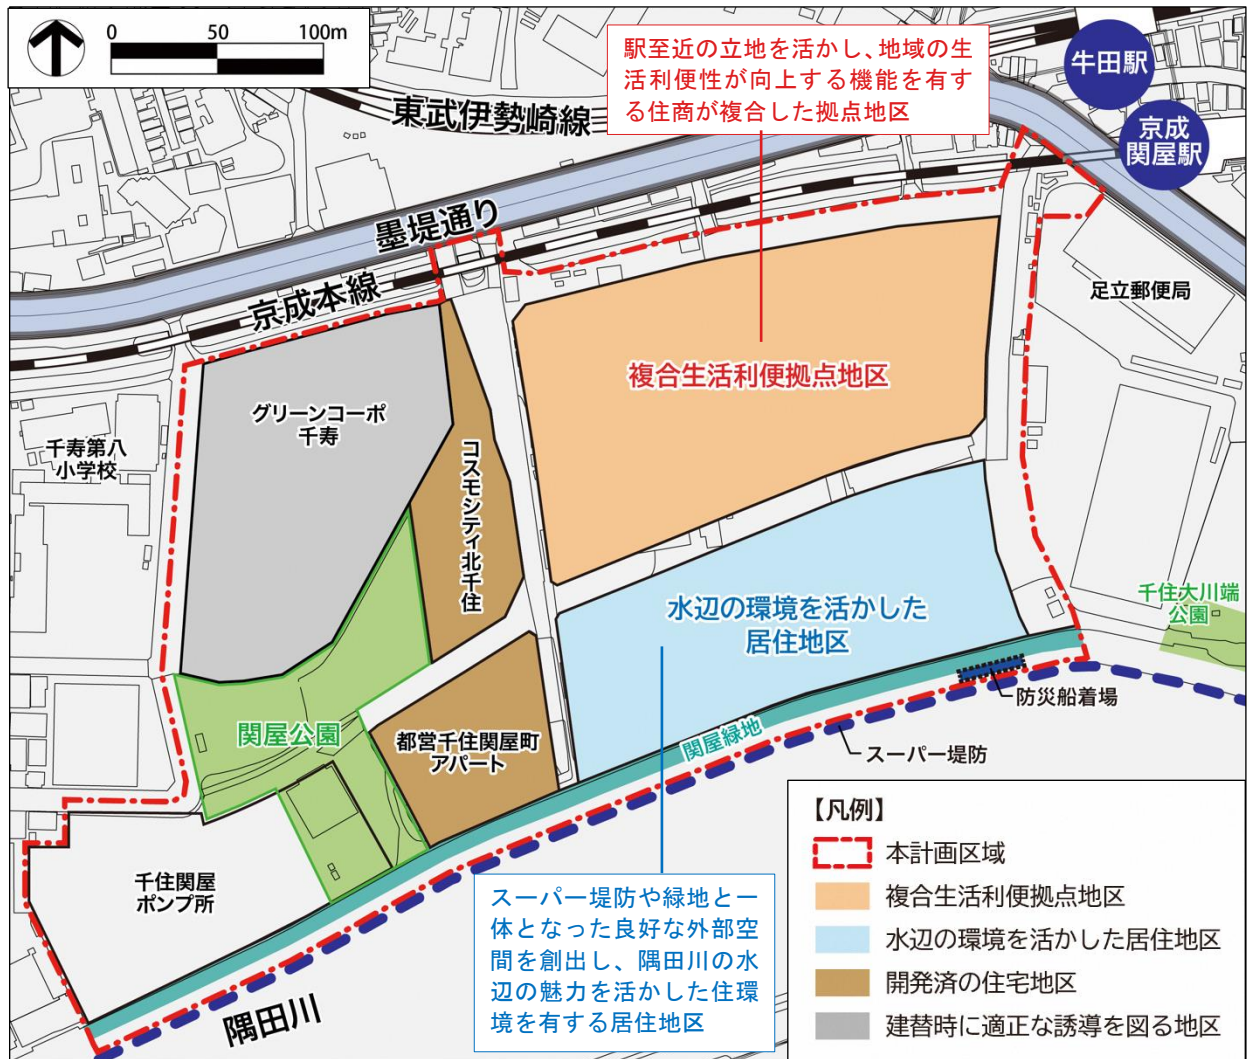 0 50 100m
駅至近の立地を活かし、地域の生
活利便性が向上する機能を有す
る住商が複合した拠点地区
牛田駅
京成
関屋駅
東武伊勢崎線
墨堤通り
京成本線
足立郵便局
複合生活利便拠点地区
グリーンコーポ
千寿
千寿第八
小学校
コスモシティ北千住
水辺の環境を活かした
居住地区
千住大川端
公園
防災船着場
関屋公園
都営千住関屋町
アパート
関屋緑地
スーパー堤防
千住関屋
ポンプ所
隅田川
スーパー堤防や緑地と一
体となった良好な外部空
間を創出し、隅田川の水
辺の魅力を活かした住環
境を有する居住地区
【凡例】
本計画区域
複合生活利便拠点地区
水辺の環境を活かした居住地区
開発済の住宅地区
建替時に適正な誘導を図る地区